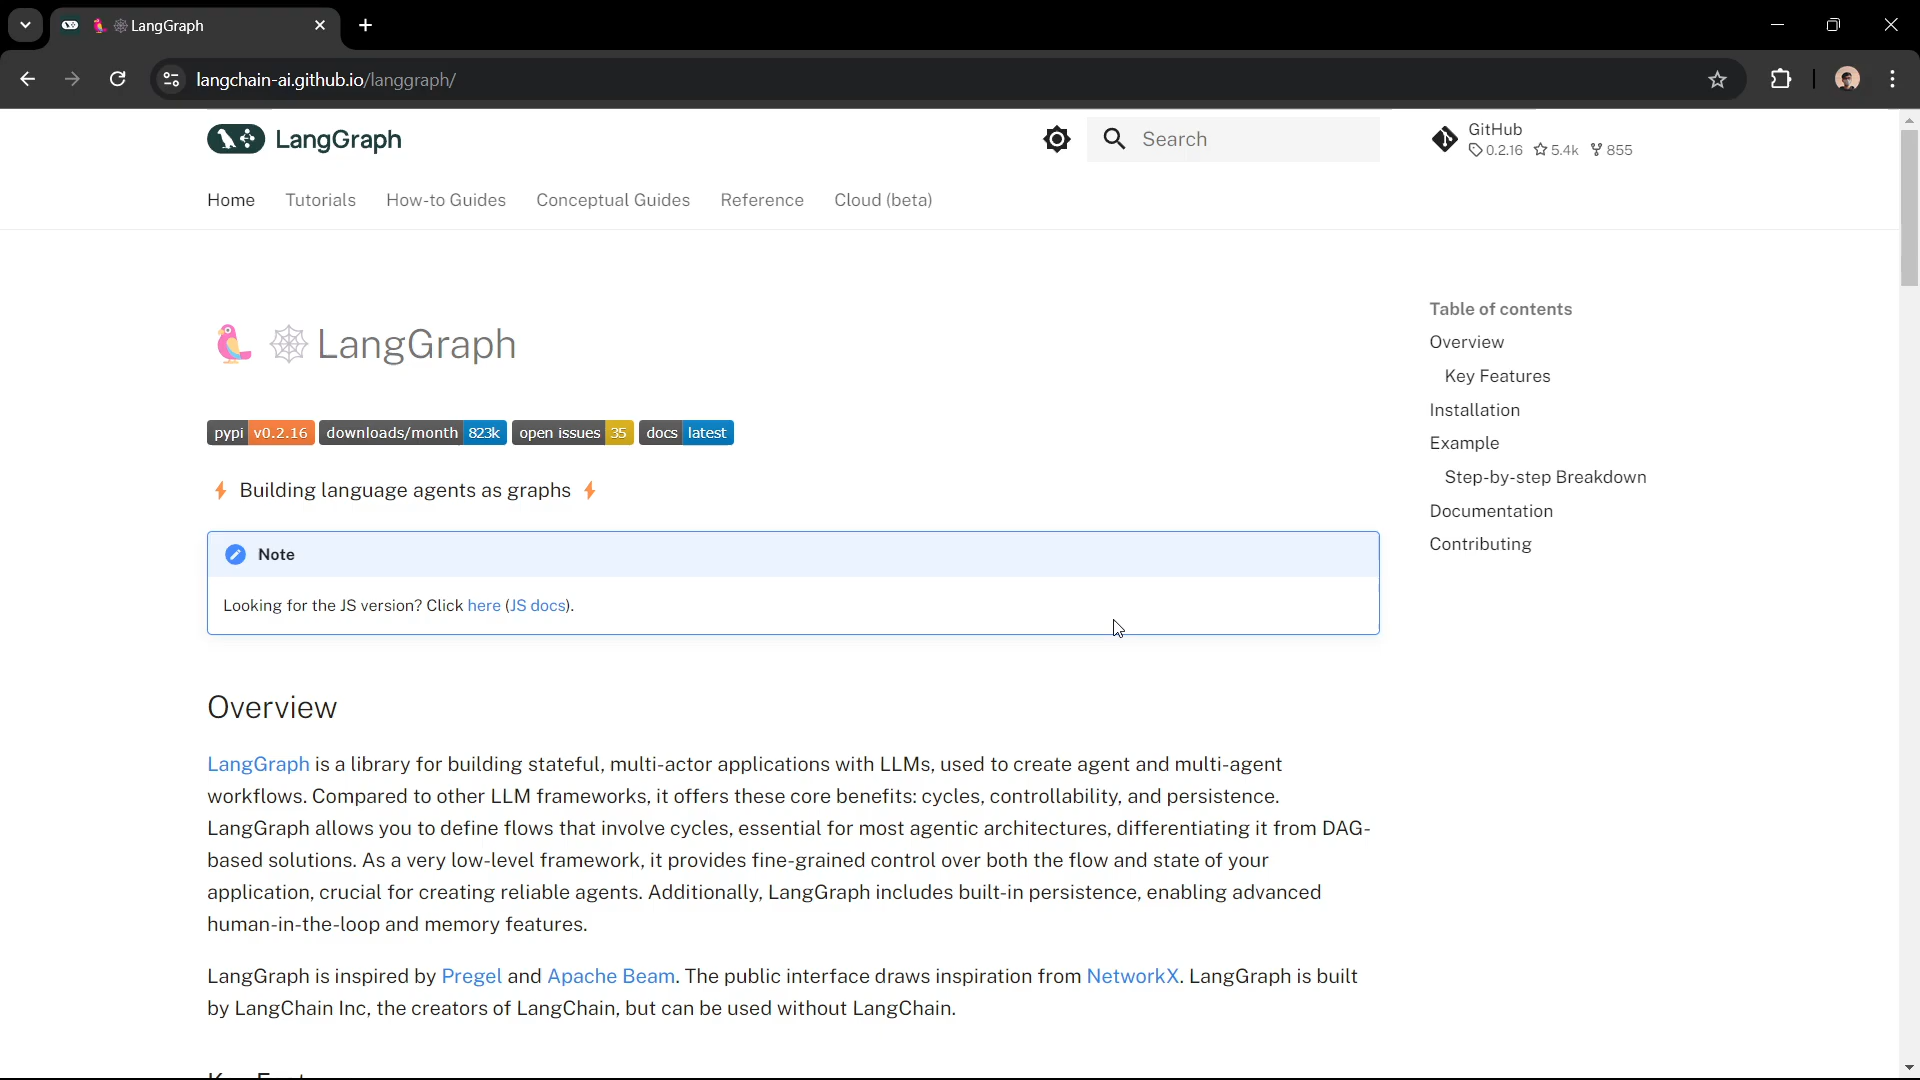 LangGraph
langchain-ai.github.io/langgraph/
LangGraph
Search
GitHub
0.2.16 5.4k 855
Home Tutorials How-to Guides Conceptual Guides Reference Cloud (beta)
LangGraph
pypi v0.2.16 downloads/month 823k open issues 35 docs latest
Building language agents as graphs
Note
Looking for the JS version? Click here (JS docs).
Overview
LangGraph is a library for building stateful, multi-actor applications with LLMs, used to create agent and multi-agent
workflows. Compared to other LLM frameworks, it offers these core benefits: cycles, controllability, and persistence.
LangGraph allows you to define flows that involve cycles, essential for most agentic architectures, differentiating it from DAG-
based solutions. As a very low-level framework, it provides fine-grained control over both the flow and state of your
application, crucial for creating reliable agents. Additionally, LangGraph includes built-in persistence, enabling advanced
human-in-the-loop and memory features.
LangGraph is inspired by Pregel and Apache Beam. The public interface draws inspiration from NetworkX. LangGraph is built
by LangChain Inc, the creators of LangChain, but can be used without LangChain.
Table of contents
Overview
Key Features
Installation
Example
Step-by-step Breakdown
Documentation
Contributing